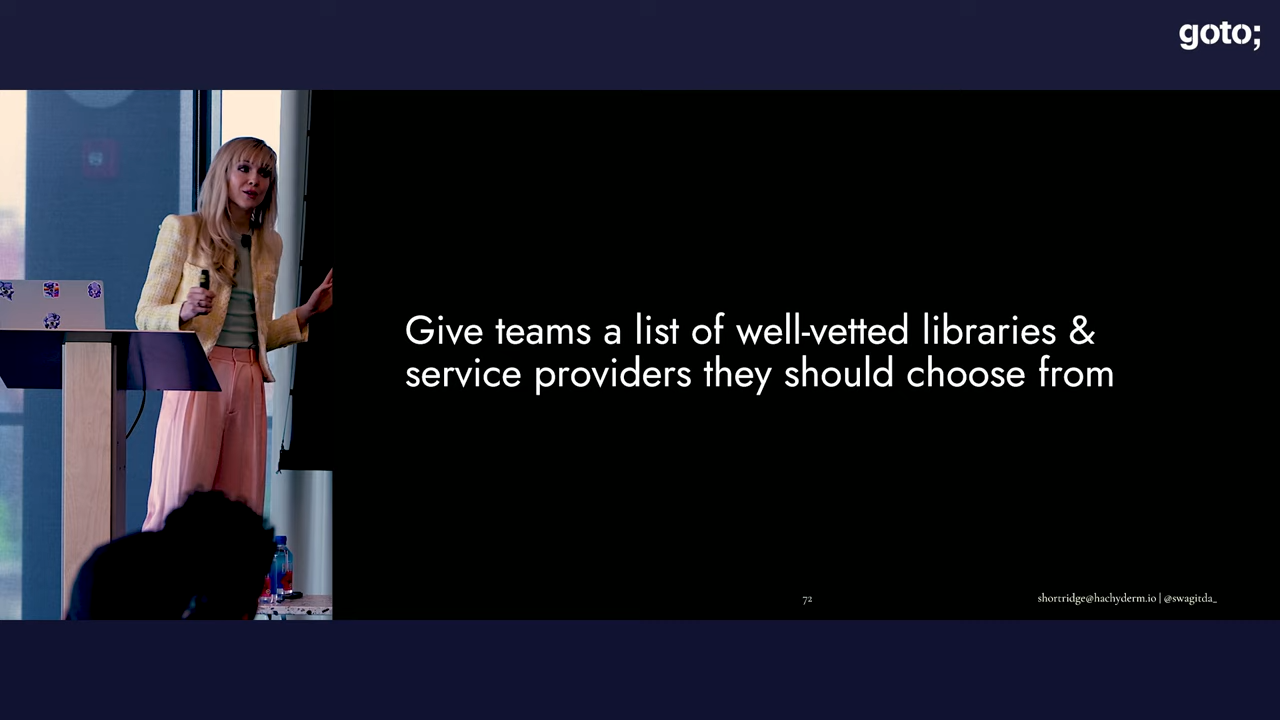 goto;
Give teams a list of well-vetted libraries &
service providers they should choose from
72
shortridge@hachyderm.io | @swagitda_